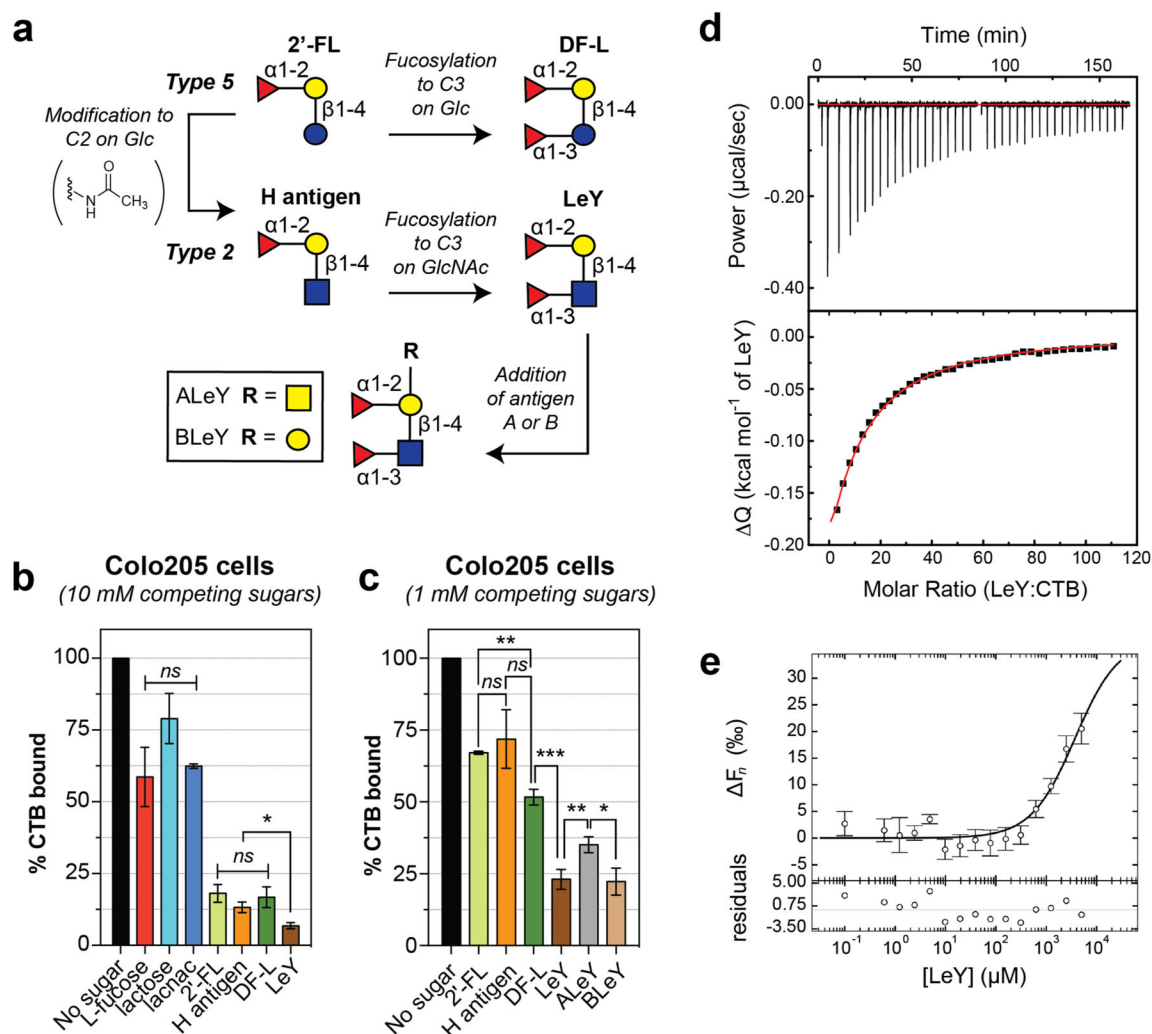 a
2'-FL
DF-L
Type 5
α1-2
β1-4
Fucosylation
to C3
on Glc
α1-2
β1-4
α1-3
Modification to
C2 on Glc
O
N
H
CH3
H antigen
LeY
Type 2
α1-2
β1-4
Fucosylation
to C3
on GlcNAc
α1-2
β1-4
α1-3
R
α1-2
β1-4
α1-3
Addition
of antigen
A or B
ALeY R =
BLeY R =
b
Colo205 cells
(10 mM competing sugars)
% CTB bound
100
75
50
25
0
ns
ns
*
No sugar
L-fucose
lactose
lacnac
2'-FL
H antigen
DF-L
LeY
c
Colo205 cells
(1 mM competing sugars)
% CTB bound
100
75
50
25
0
**
ns
ns
***
**
*
No sugar
2'-FL
H antigen
DF-L
LeY
ALeY
BLeY
d
Time (min)
0 50 100 150
Power (µcal/sec)
0.00
-0.20
-0.40
ΔQ (kcal mol⁻¹ of LeY)
0.00
-0.05
-0.10
-0.15
-0.20
0 20 40 60 80 100 120
Molar Ratio (LeY:CTB)
e
ΔFn (‰)
30
25
20
15
10
5
0
-5
residuals
5.00
0.75
-3.50
10⁻¹ 10⁰ 10¹ 10² 10³ 10⁴
[LeY] (µM)